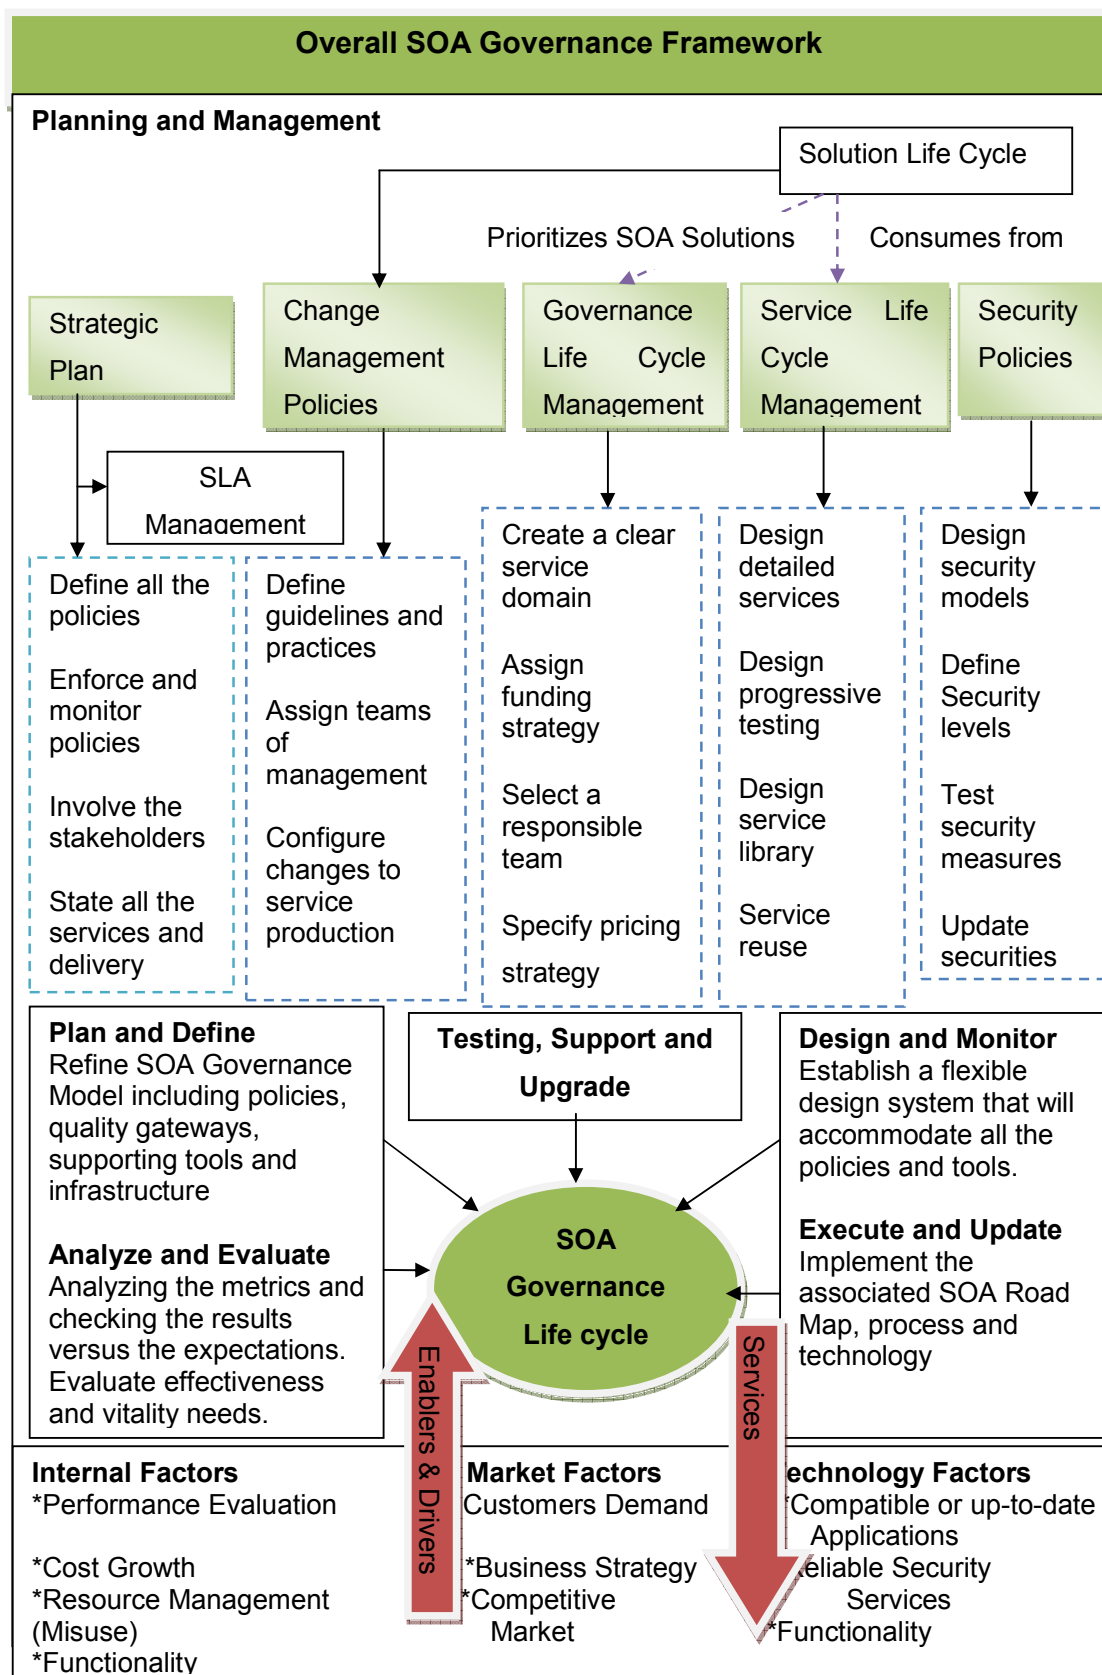 Overall SOA Governance Framework
Planning and Management
Solution Life Cycle
Prioritizes SOA Solutions
Consumes from
Strategic
Plan
Change
Management
Policies
Governance
Life Cycle
Management
Service Life
Cycle
Management
Security
Policies
SLA
Management
Define all the
policies
Enforce and
monitor
policies
Involve the
stakeholders
State all the
services and
delivery
Define
guidelines and
practices
Assign teams
of
management
Configure
changes to
service
production
Create a clear
service
domain
Assign
funding
strategy
Select a
responsible
team
Specify pricing
strategy
Design
detailed
services
Design
progressive
testing
Design
service
library
Service
reuse
Design
security
models
Define
Security
levels
Test
security
measures
Update
securities
Plan and Define
Refine SOA Governance
Model including policies,
quality gateways,
supporting tools and
infrastructure
Analyze and Evaluate
Analyzing the metrics and
checking the results
versus the expectations.
Evaluate effectiveness
and vitality needs.
Testing, Support and
Upgrade
SOA
Governance
Life cycle
Design and Monitor
Establish a flexible
design system that will
accommodate all the
policies and tools.
Execute and Update
Implement the
associated SOA Road
Map, process and
technology
Enablers & Drivers
Services
Internal Factors
*Performance Evaluation
*Cost Growth
*Resource Management
(Misuse)
*Functionality
Market Factors
Customers Demand
*Business Strategy
*Competitive
Market
echnology Factors
*Compatible or up-to-date
Applications
eliable Security
Services
*Functionality